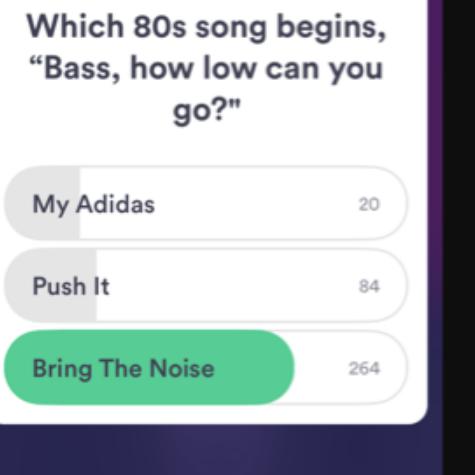 Which 80s song begins,
“Bass, how low can you
go?"
My Adidas 20
Push It 84
Bring The Noise 264